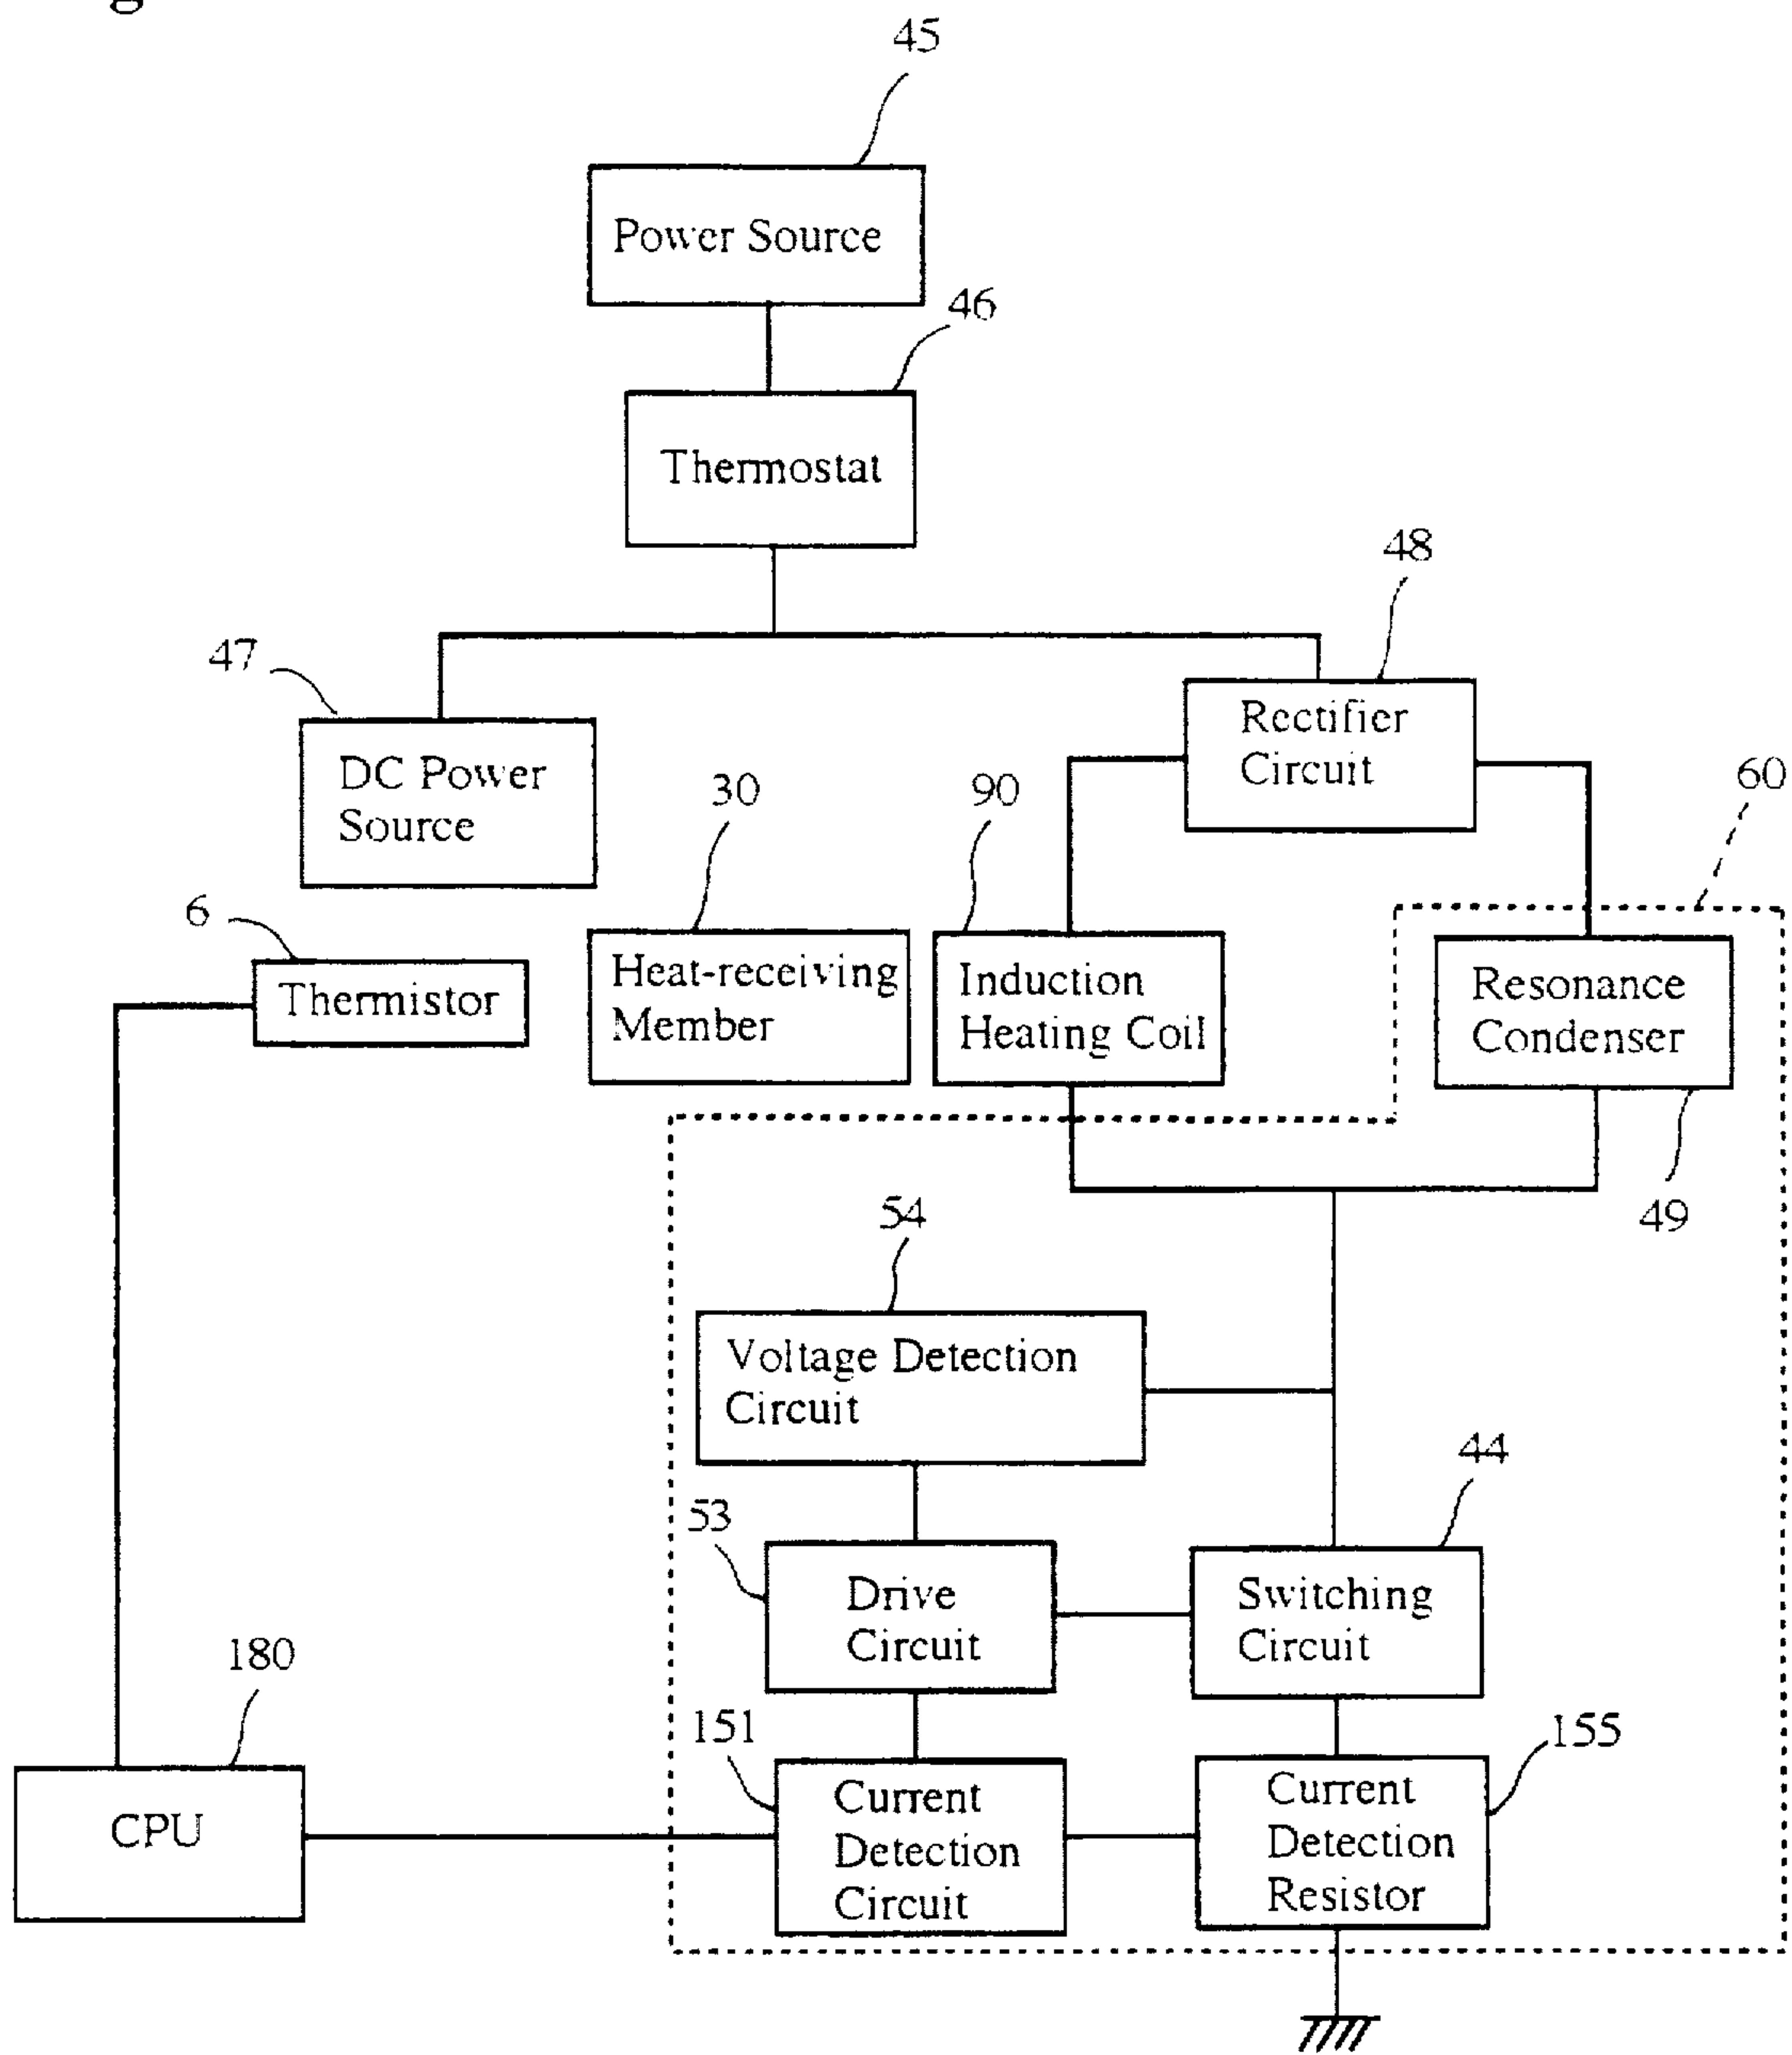 g
45
Power Source
46
Thermostat
48
47
Rectifier
Circuit
DC Power
Source
30
90
60
6
Thermistor
Heat-receiving
Member
Induction
Heating Coil
Resonance
Condenser
49
54
Voltage Detection
Circuit
44
53
Drive
Circuit
Switching
Circuit
180
151
155
CPU
Current
Detection
Circuit
Current
Detection
Resistor